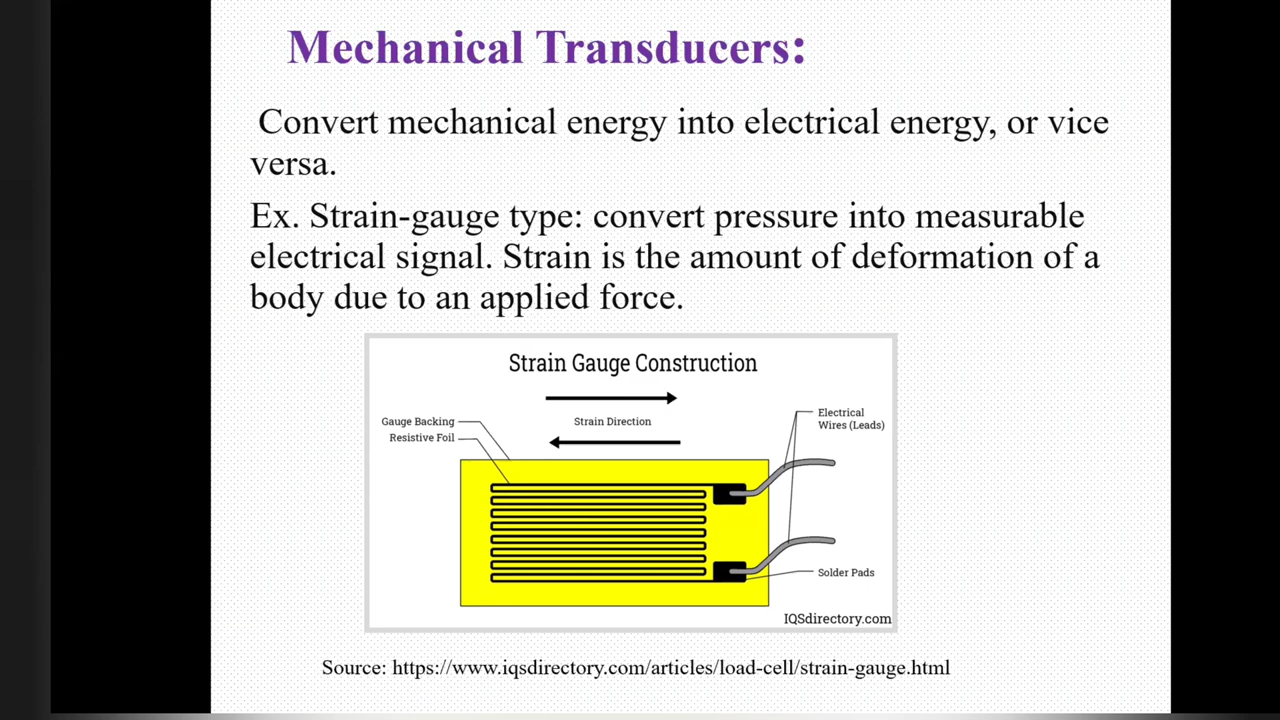 Mechanical Transducers:
Convert mechanical energy into electrical energy, or vice
versa.
Ex. Strain-gauge type: convert pressure into measurable
electrical signal. Strain is the amount of deformation of a
body due to an applied force.
Strain Gauge Construction
Strain Direction
Gauge Backing
Resistive Foil
Electrical
Wires (Leads)
Solder Pads
IQSdirectory.com
Source: https://www.iqsdirectory.com/articles/load-cell/strain-gauge.html